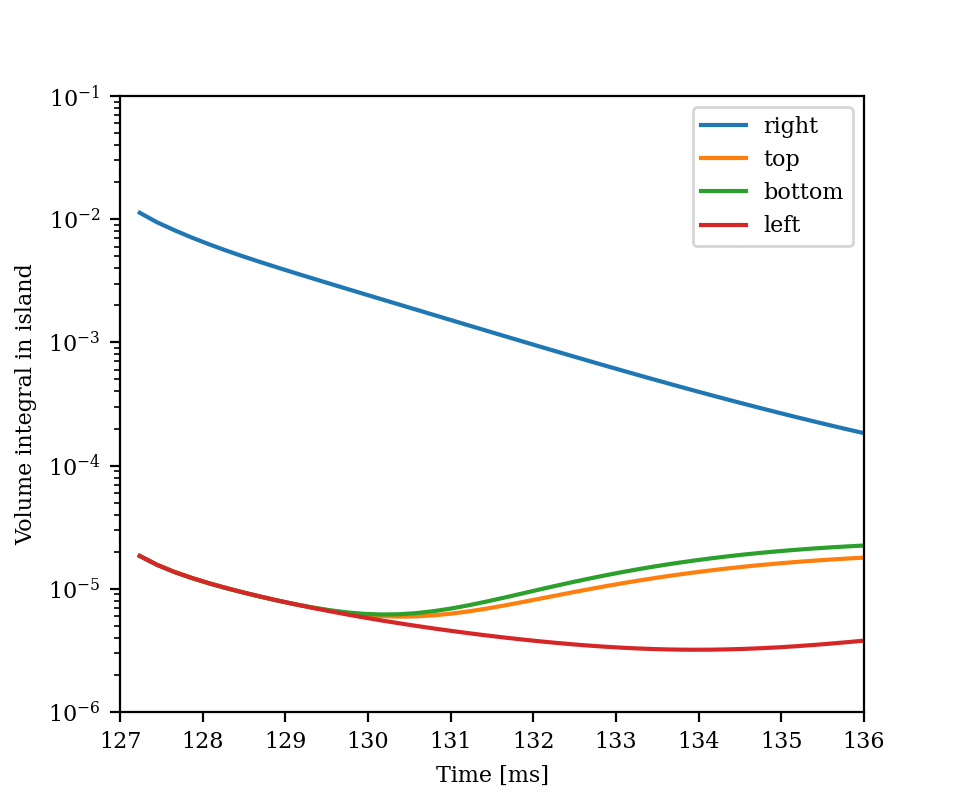 10⁻¹
10⁻²
10⁻³
10⁻⁴
10⁻⁵
10⁻⁶
Volume integral in island
right
top
bottom
left
127 128 129 130 131 132 133 134 135 136
Time [ms]